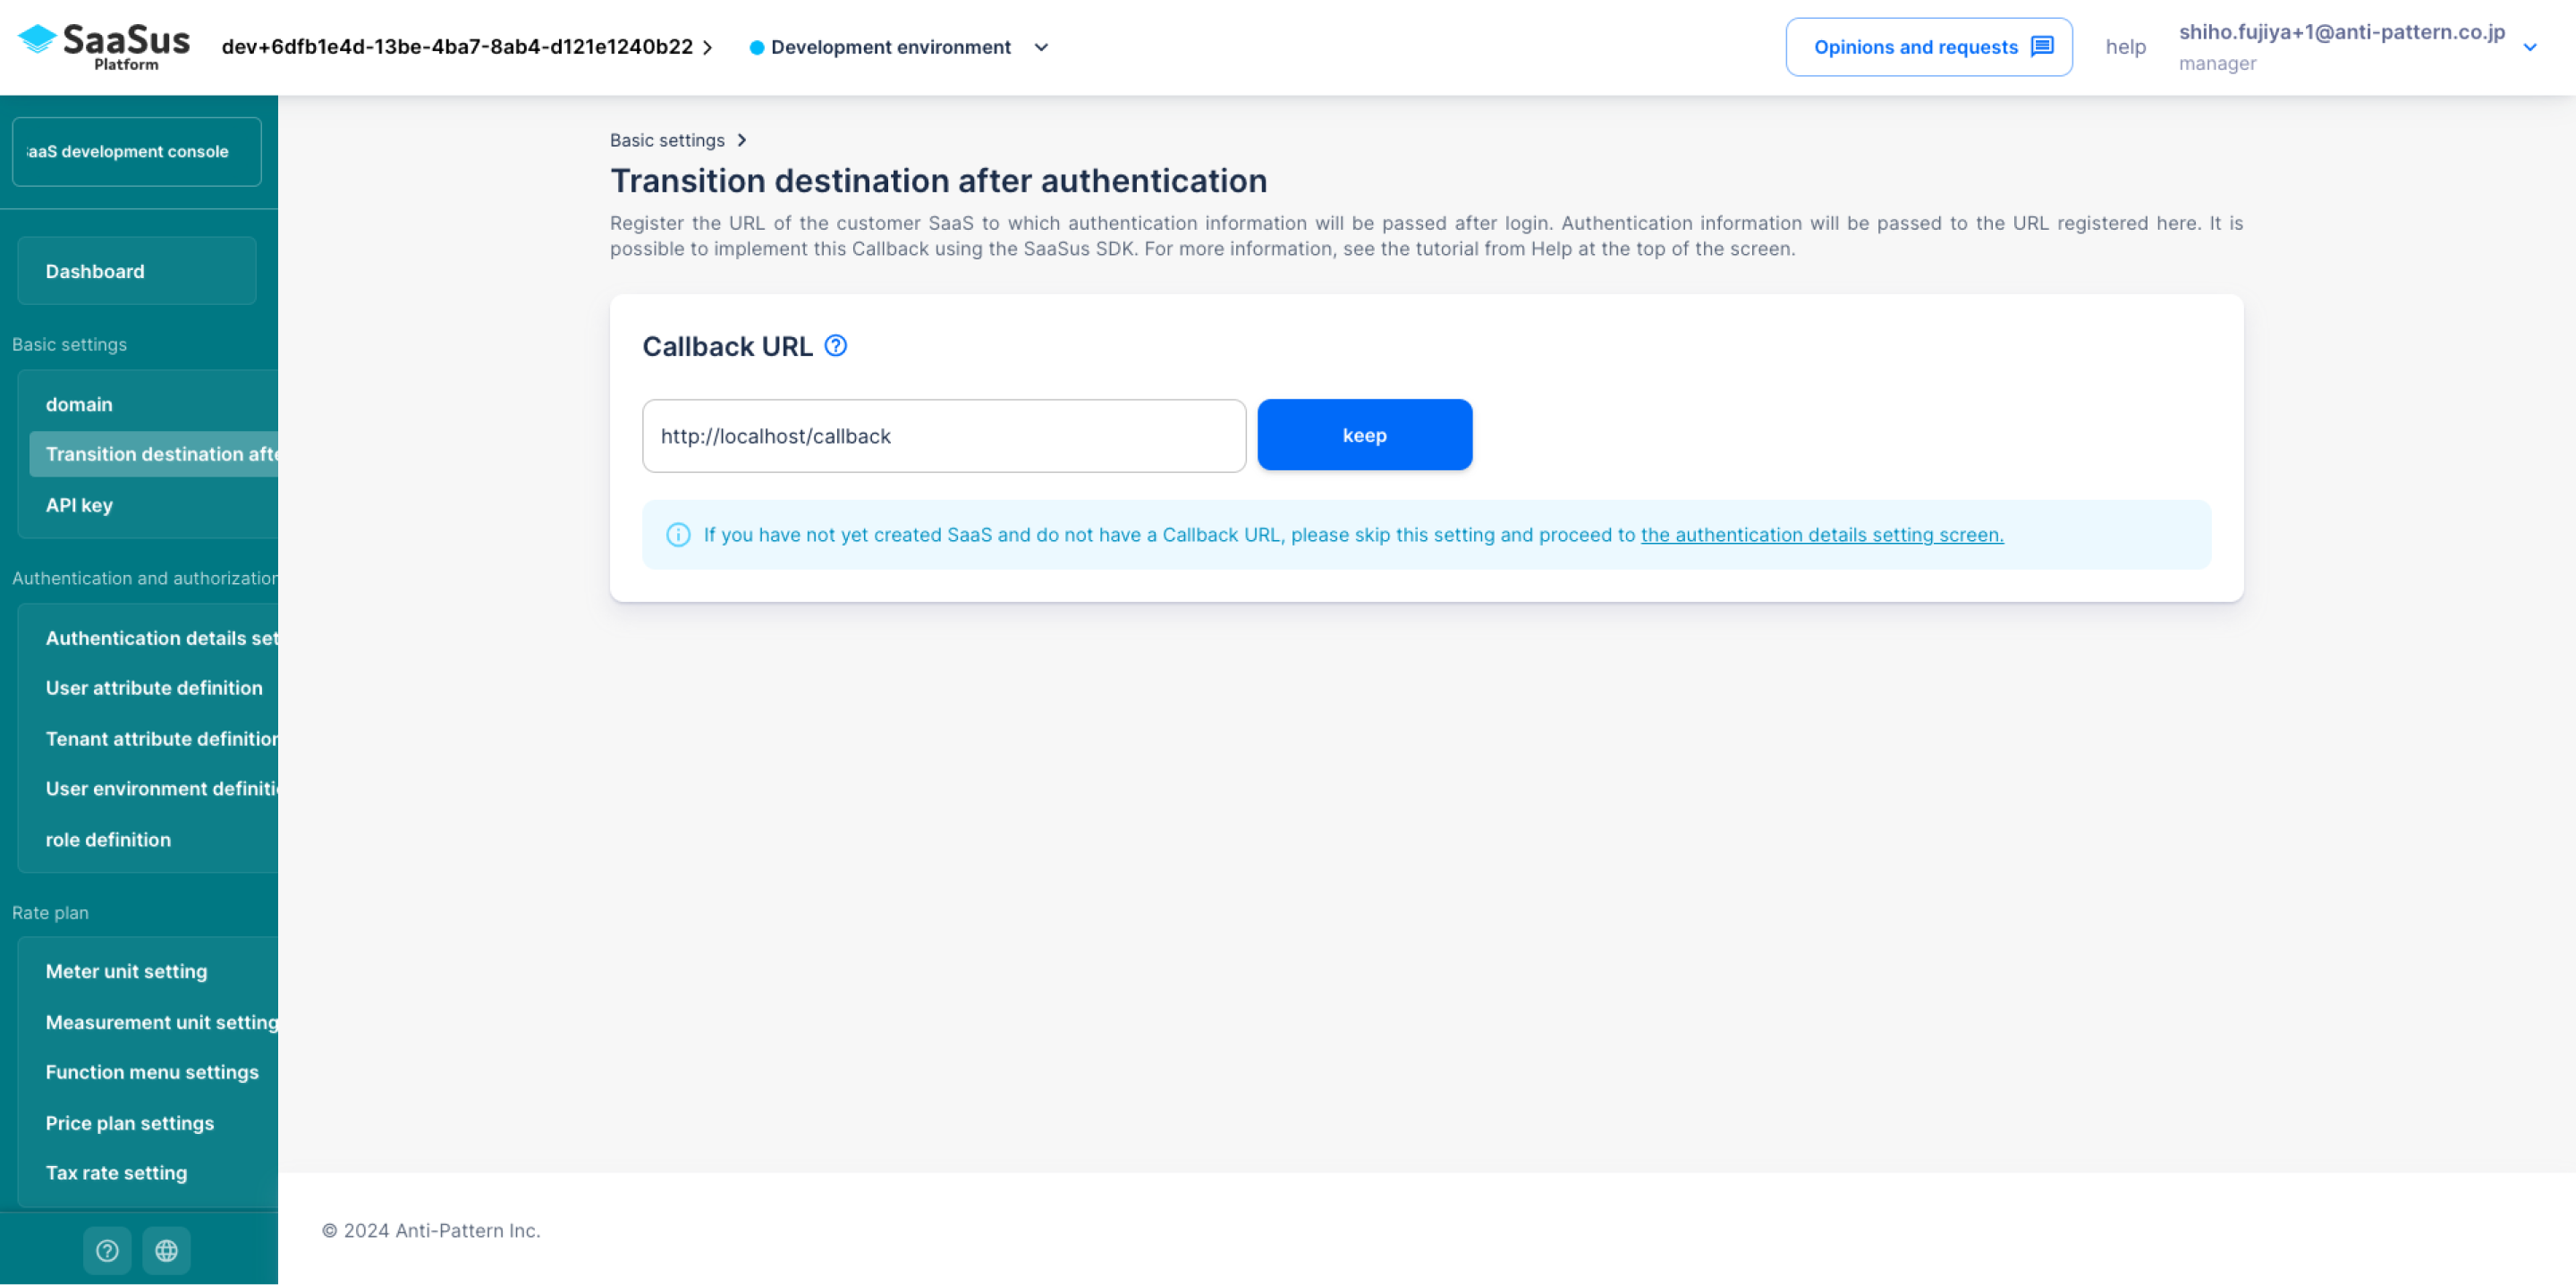 SaaSus
Platform
dev+6dfb1e4d-13be-4ba7-8ab4-d121e1240b22
Development environment
Opinions and requests
help
shiho.fujiya+1@anti-pattern.co.jp
manager
aaS development console
Dashboard
Basic settings
domain
Transition destination afte
API key
Authentication and authorization
Authentication details set
User attribute definition
Tenant attribute definition
User environment definiti
role definition
Rate plan
Meter unit setting
Measurement unit setting
Function menu settings
Price plan settings
Tax rate setting
Basic settings
Transition destination after authentication
Register the URL of the customer SaaS to which authentication information will be passed after login. Authentication information will be passed to the URL registered here. It is
possible to implement this Callback using the SaaSus SDK. For more information, see the tutorial from Help at the top of the screen.
Callback URL
http://localhost/callback
keep
If you have not yet created SaaS and do not have a Callback URL, please skip this setting and proceed to the authentication details setting screen.
© 2024 Anti-Pattern Inc.